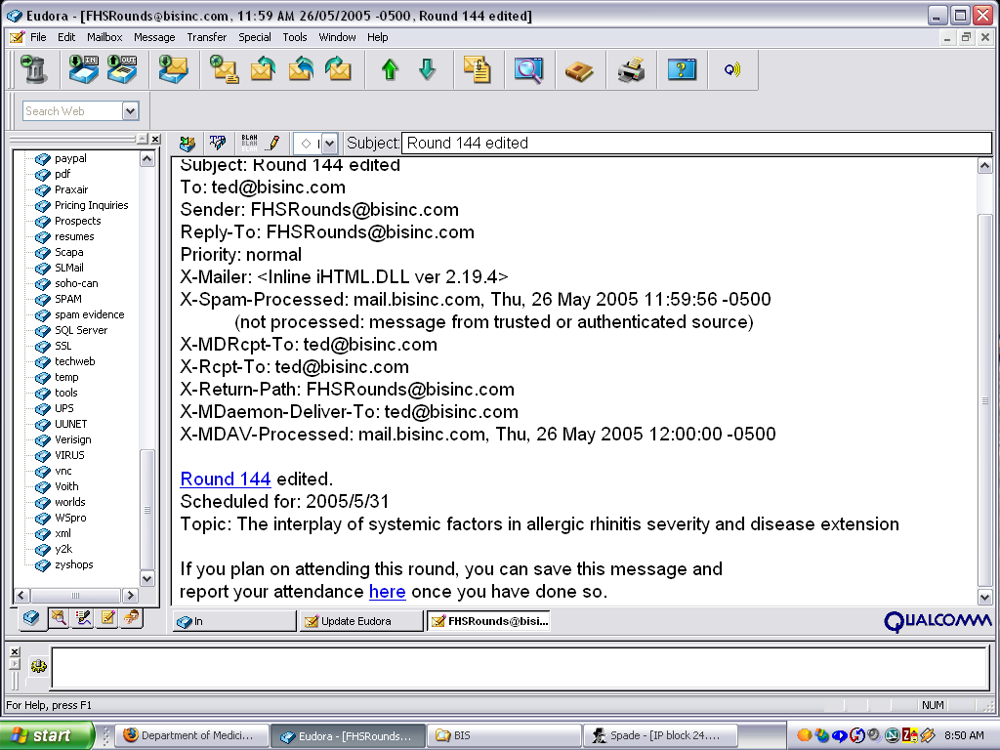 Eudora - [FHSRounds@bisinc.com, 11:59 AM 26/05/2005 -0500, Round 144 edited]
File Edit Mailbox Message Transfer Special Tools Window Help
IN OUT
Search Web
BLAH BLAH
Subject: Round 144 edited
paypal
pdf
Praxair
Pricing Inquiries
Prospects
resumes
Scapa
SLMail
soho-can
SPAM
spam evidence
SQL Server
SSL
techweb
temp
tools
UPS
UUNET
Verisign
VIRUS
vnc
Voith
worlds
WSpro
xml
y2k
zyshops
Subject: Round 144 edited
To: ted@bisinc.com
Sender: FHSRounds@bisinc.com
Reply-To: FHSRounds@bisinc.com
Priority: normal
X-Mailer: <Inline iHTML.DLL ver 2.19.4>
X-Spam-Processed: mail.bisinc.com, Thu, 26 May 2005 11:59:56 -0500
(not processed: message from trusted or authenticated source)
X-MDRcpt-To: ted@bisinc.com
X-Rcpt-To: ted@bisinc.com
X-Return-Path: FHSRounds@bisinc.com
X-MDaemon-Deliver-To: ted@bisinc.com
X-MDAV-Processed: mail.bisinc.com, Thu, 26 May 2005 12:00:00 -0500
Round 144 edited.
Scheduled for: 2005/5/31
Topic: The interplay of systemic factors in allergic rhinitis severity and disease extension
If you plan on attending this round, you can save this message and
report your attendance here once you have done so.
In Update Eudora FHSRounds@bisi...
QUALCOMM
For Help, press F1 NUM
start Department of Medici... Eudora - [FHSRounds... BIS Spade - [IP block 24.... 8:50 AM